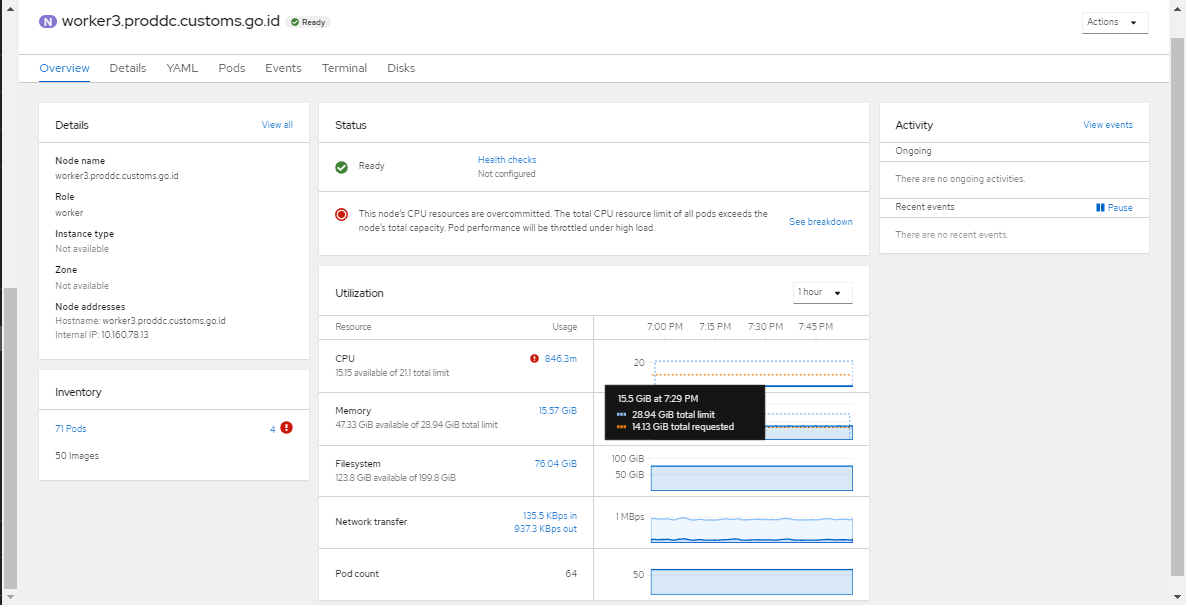 N worker3.proddc.customs.go.id Ready
Actions
Overview Details YAML Pods Events Terminal Disks
Details View all
Node name
worker3.proddc.customs.go.id
Role
worker
Instance type
Not available
Zone
Not available
Node addresses
Hostname: worker3.proddc.customs.go.id
Internal IP: 10.160.78.13
Inventory
71 Pods 4
50 Images
Status
Ready
Health checks
Not configured
This node's CPU resources are overcommitted. The total CPU resource limit of all pods exceeds the
node's total capacity. Pod performance will be throttled under high load.
See breakdown
Utilization
1 hour
Resource Usage 7:00 PM 7:15 PM 7:30 PM 7:45 PM
CPU 846.3m
15.15 available of 21.1 total limit
20
Memory 15.57 GiB
47.33 GiB available of 28.94 GiB total limit
15.5 GiB at 7:29 PM
28.94 GiB total limit
14.13 GiB total requested
Filesystem 76.04 GiB
123.8 GiB available of 199.8 GiB
100 GiB
50 GiB
Network transfer
135.5 KBps in
937.3 KBps out
1 MBps
Pod count 64
50
Activity View events
Ongoing
There are no ongoing activities.
Recent events Pause
There are no recent events.